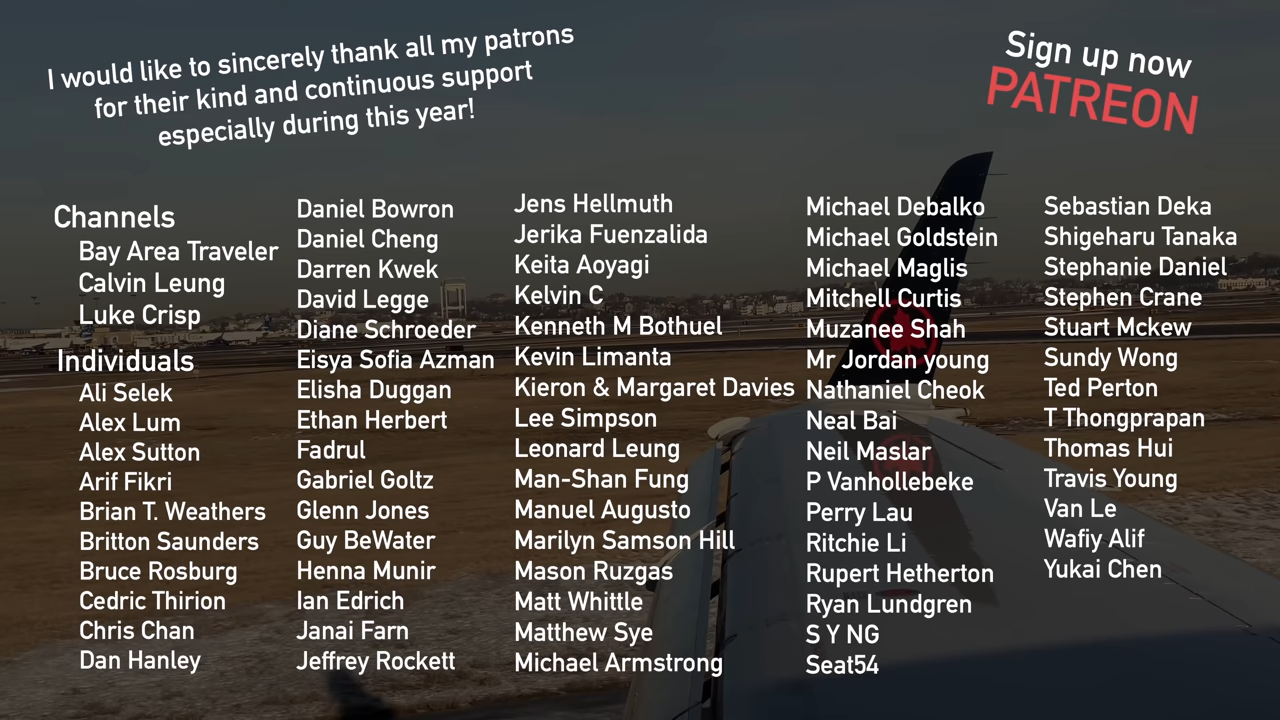 I would like to sincerely thank all my patrons
for their kind and continuous support
especially during this year!
Sign up now
PATREON
Channels
Bay Area Traveler
Calvin Leung
Luke Crisp
Individuals
Ali Selek
Alex Lum
Alex Sutton
Arif Fikri
Brian T. Weathers
Britton Saunders
Bruce Rosburg
Cedric Thirion
Chris Chan
Dan Hanley
Daniel Bowron
Daniel Cheng
Darren Kwek
David Legge
Diane Schroeder
Eisya Sofia Azman
Elisha Duggan
Ethan Herbert
Fadrul
Gabriel Goltz
Glenn Jones
Guy BeWater
Henna Munir
Ian Edrich
Janai Farn
Jeffrey Rockett
Jens Hellmuth
Jerika Fuenzalida
Keita Aoyagi
Kelvin C
Kenneth M Bothuel
Kevin Limanta
Kieron & Margaret Davies
Lee Simpson
Leonard Leung
Man-Shan Fung
Manuel Augusto
Marilyn Samson Hill
Mason Ruzgas
Matt Whittle
Matthew Sye
Michael Armstrong
Michael Debalko
Michael Goldstein
Michael Maglis
Mitchell Curtis
Muzanee Shah
Mr Jordan young
Nathaniel Cheok
Neal Bai
Neil Maslar
P Vanhollebeke
Perry Lau
Ritchie Li
Rupert Hetherton
Ryan Lundgren
S Y NG
Seat54
Sebastian Deka
Shigeharu Tanaka
Stephanie Daniel
Stephen Crane
Stuart Mckew
Sundy Wong
Ted Perton
T Thongprapan
Thomas Hui
Travis Young
Van Le
Wafiy Alif
Yukai Chen